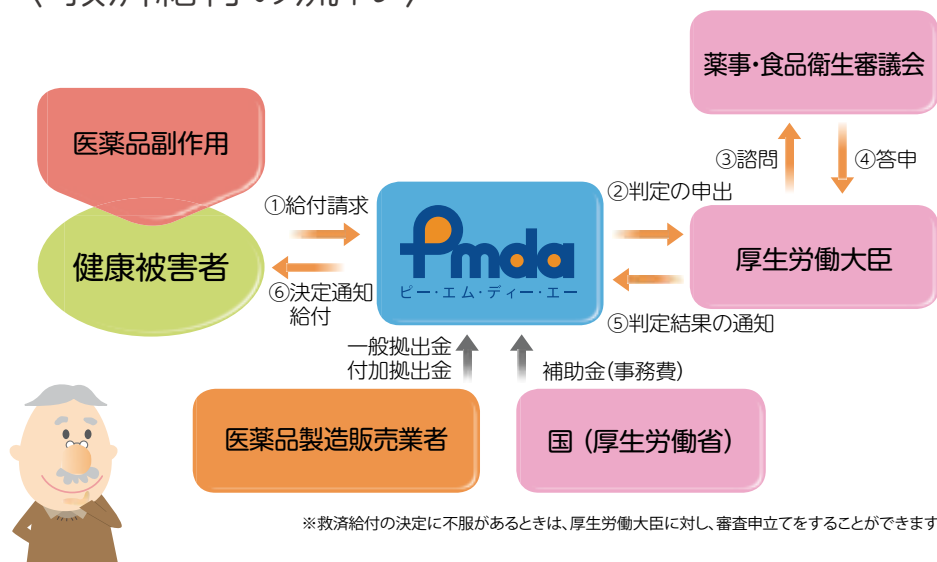 〈救済給付の流れ〉
薬事・食品衛生審議会
医薬品副作用
③諮問
④答申
①給付請求
②判定の申出
健康被害者
pmda
ピー・エム・ディー・エー
厚生労働大臣
⑥決定通知
給付
⑤判定結果の通知
一般拠出金
付加拠出金
補助金(事務費)
医薬品製造販売業者
国（厚生労働省）
※救済給付の決定に不服があるときは、厚生労働大臣に対し、審査申立てをすることができます